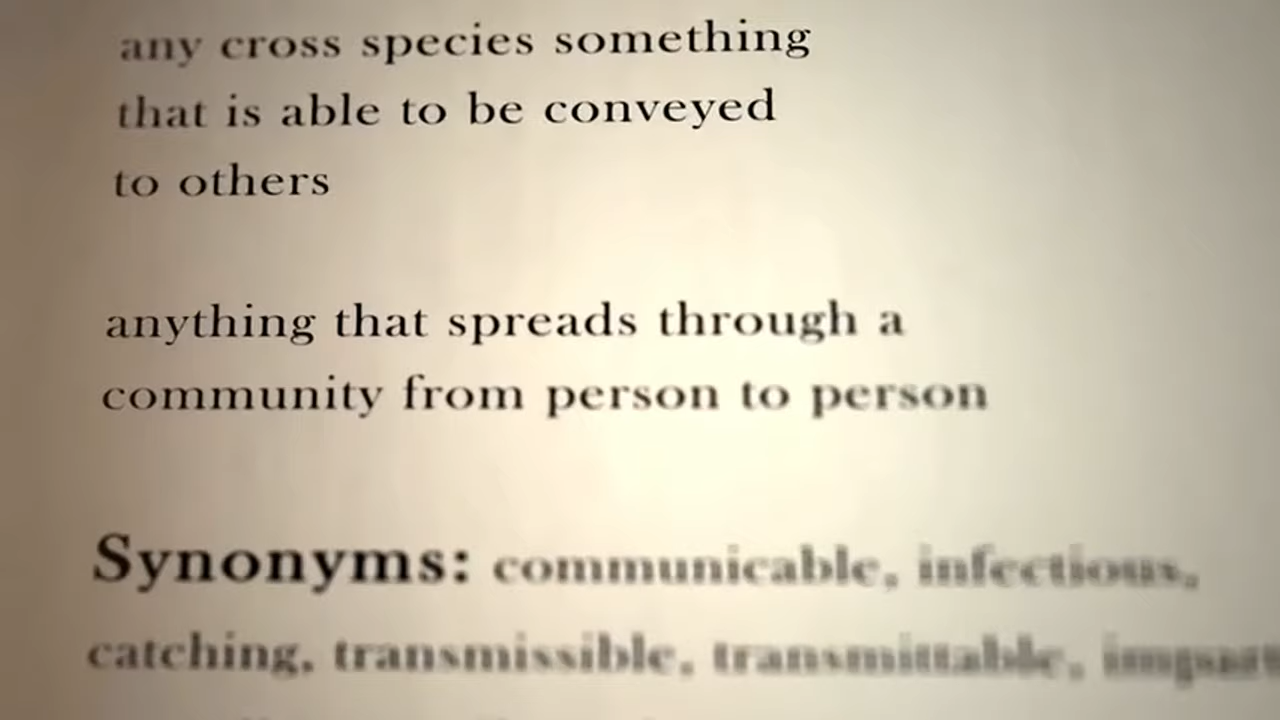 any cross species something
that is able to be conveyed
to others
anything that spreads through a
community from person to person
Synonyms: communicable, infectious,
catching, transmissible, transmittable,